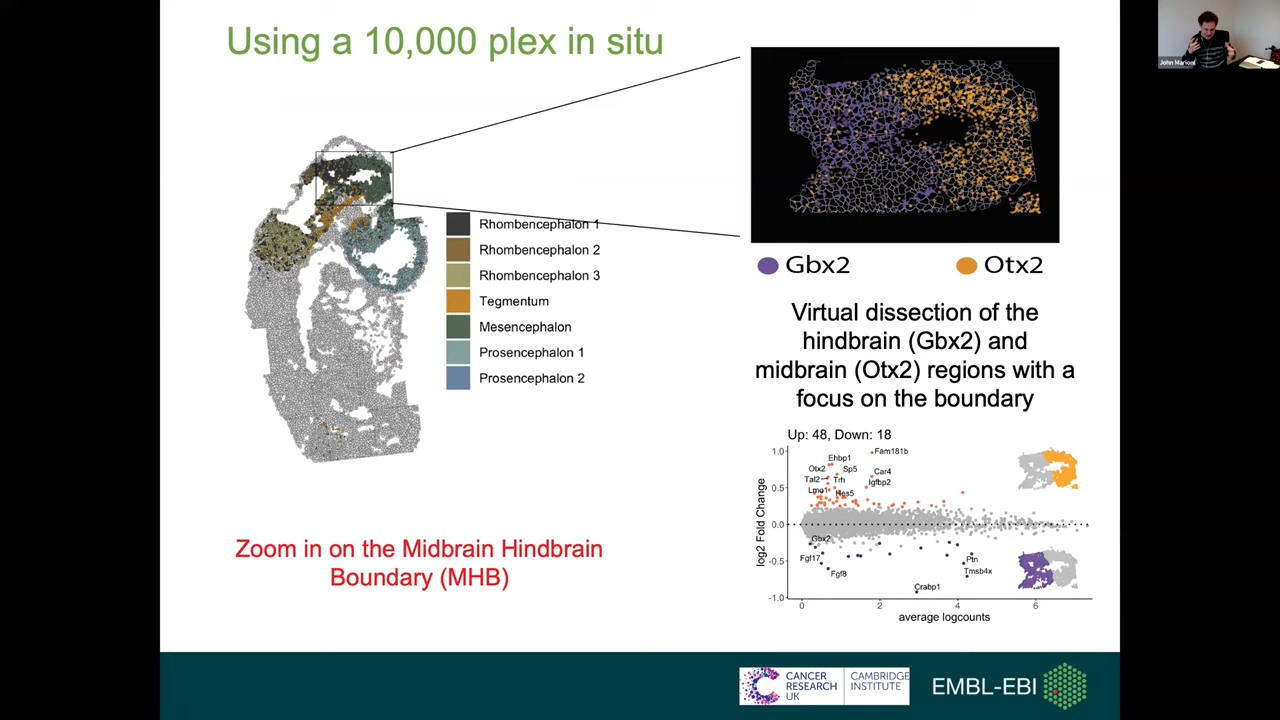 Using a 10,000 plex in situ
John Marioni
Rhombencephalon 1
Rhombencephalon 2
Rhombencephalon 3
Tegmentum
Mesencephalon
Prosencephalon 1
Prosencephalon 2
Gbx2
Otx2
Virtual dissection of the
hindbrain (Gbx2) and
midbrain (Otx2) regions with a
focus on the boundary
Up: 48, Down: 18
1.0
0.5
0.0
-0.5
-1.0
log2 Fold Change
Fam181b
Ehbp1
Otx2
Sp5
Car4
Tal2
Trh
Igfbp2
Lmo1
Hes5
Gbx2
Fgf17
Fgf8
Ptn
Tmsb4x
Crabp1
0
2
4
6
average logcounts
Zoom in on the Midbrain Hindbrain
Boundary (MHB)
CANCER
RESEARCH
UK
CAMBRIDGE
INSTITUTE
EMBL-EBI